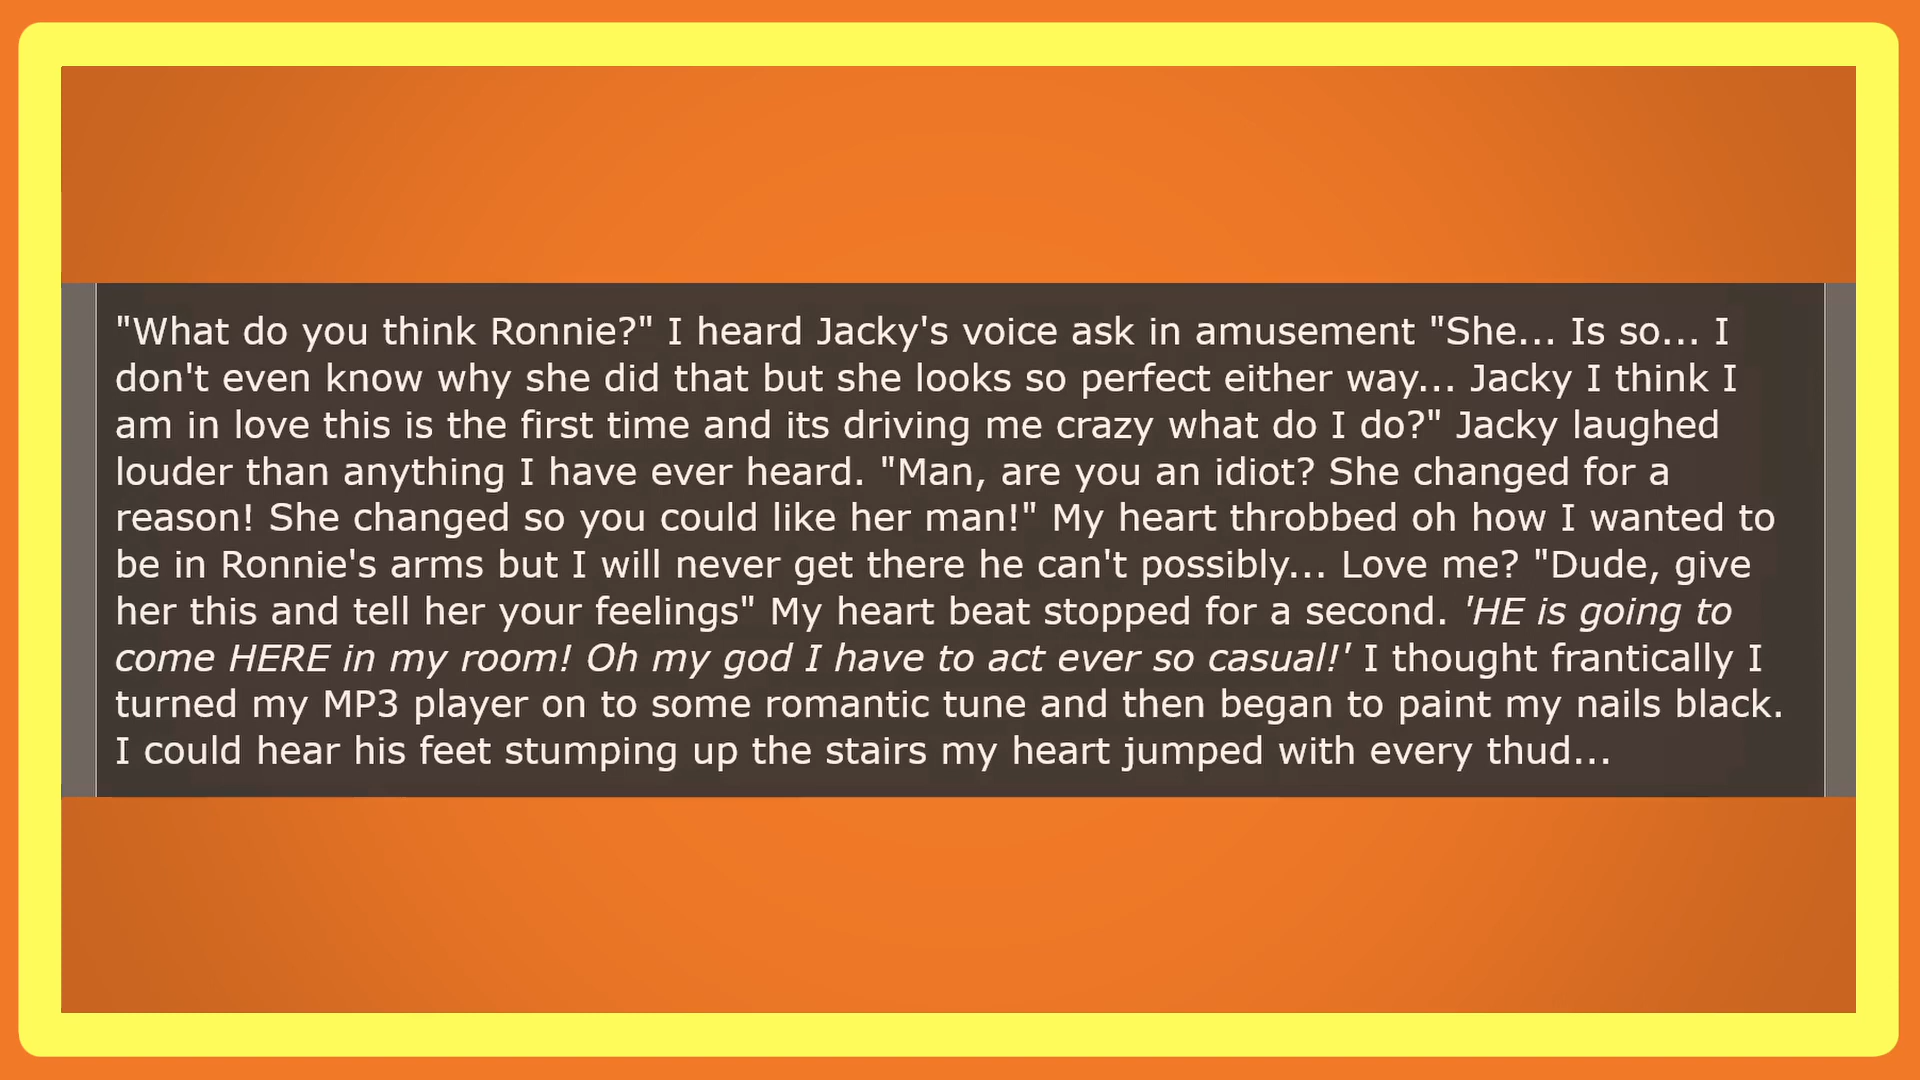 "What do you think Ronnie?" I heard Jacky's voice ask in amusement "She... Is so... I
don't even know why she did that but she looks so perfect either way... Jacky I think I
am in love this is the first time and its driving me crazy what do I do?" Jacky laughed
louder than anything I have ever heard. "Man, are you an idiot? She changed for a
reason! She changed so you could like her man!" My heart throbbed oh how I wanted to
be in Ronnie's arms but I will never get there he can't possibly... Love me? "Dude, give
her this and tell her your feelings" My heart beat stopped for a second. 'HE is going to
come HERE in my room! Oh my god I have to act ever so casual!' I thought frantically I
turned my MP3 player on to some romantic tune and then began to paint my nails black.
I could hear his feet stumping up the stairs my heart jumped with every thud...